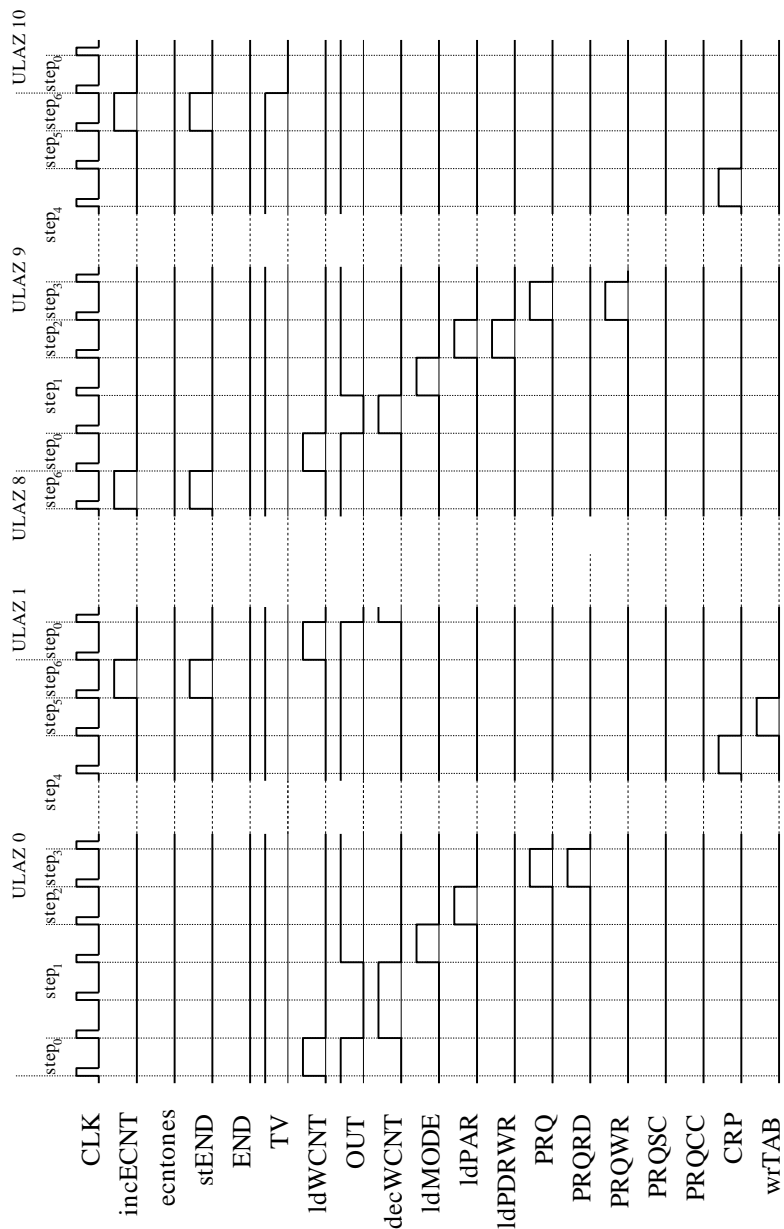 ULAZ 0 ULAZ 1 ULAZ 8 ULAZ 9 ULAZ 10
step₀ step₁ step₂ step₃ step₄ step₅ step₆ step₀ step₆ step₀ step₁ step₂ step₃ step₄ step₅ step₆ step₀
CLK
incECNT
ecntones
stEND
END
TV
ldWCNT
OUT
decWCNT
ldMODE
ldPAR
ldPDRWR
PRQ
PRQRD
PRQWR
PRQSC
PRQCC
CRP
wrTAB